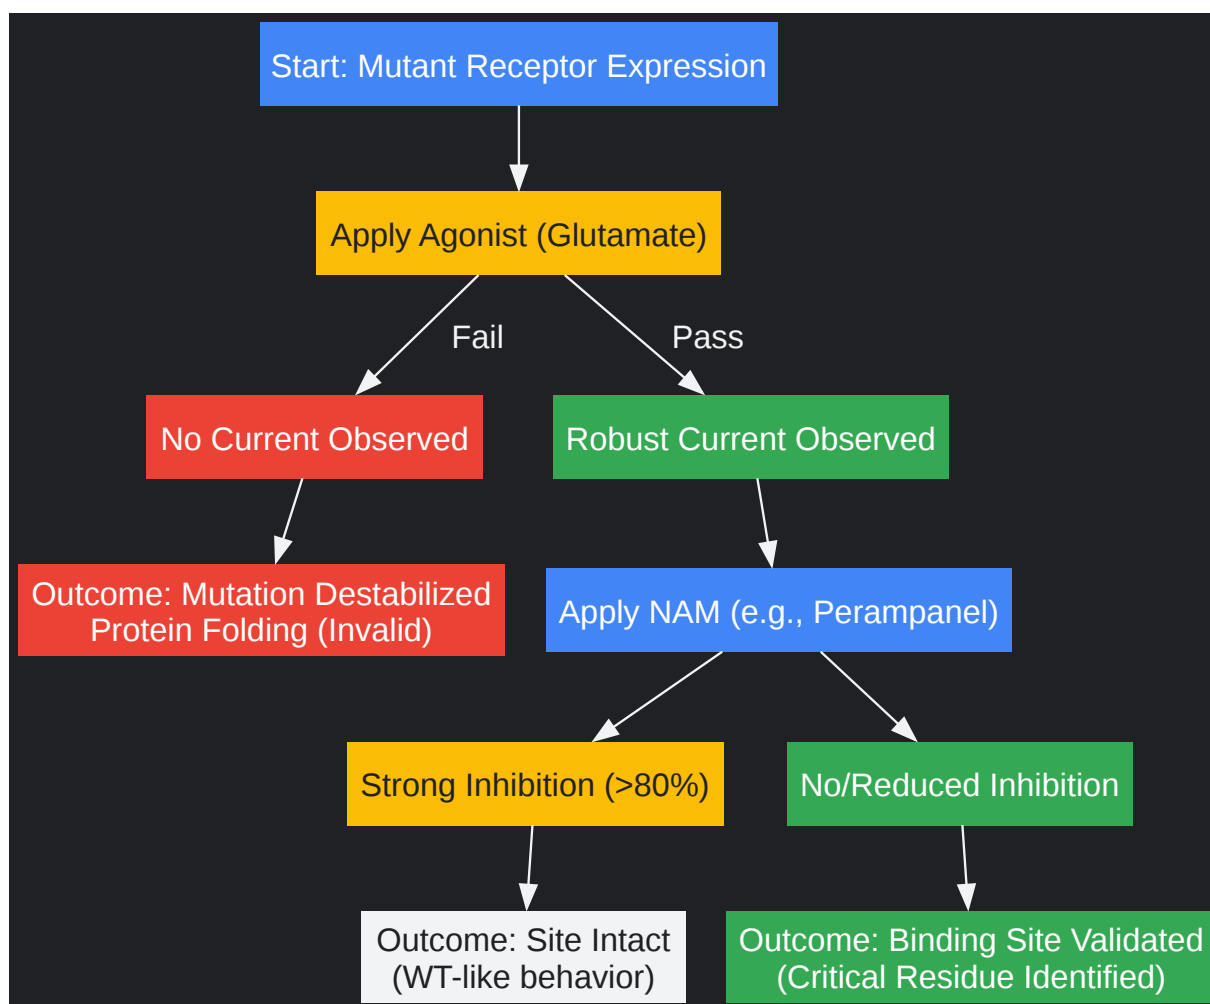 Start: Mutant Receptor Expression
Apply Agonist (Glutamate)
Fail
Pass
No Current Observed
Robust Current Observed
Outcome: Mutation Destabilized
Protein Folding (Invalid)
Apply NAM (e.g., Perampanel)
Strong Inhibition (>80%)
No/Reduced Inhibition
Outcome: Site Intact
(WT-like behavior)
Outcome: Binding Site Validated
(Critical Residue Identified)